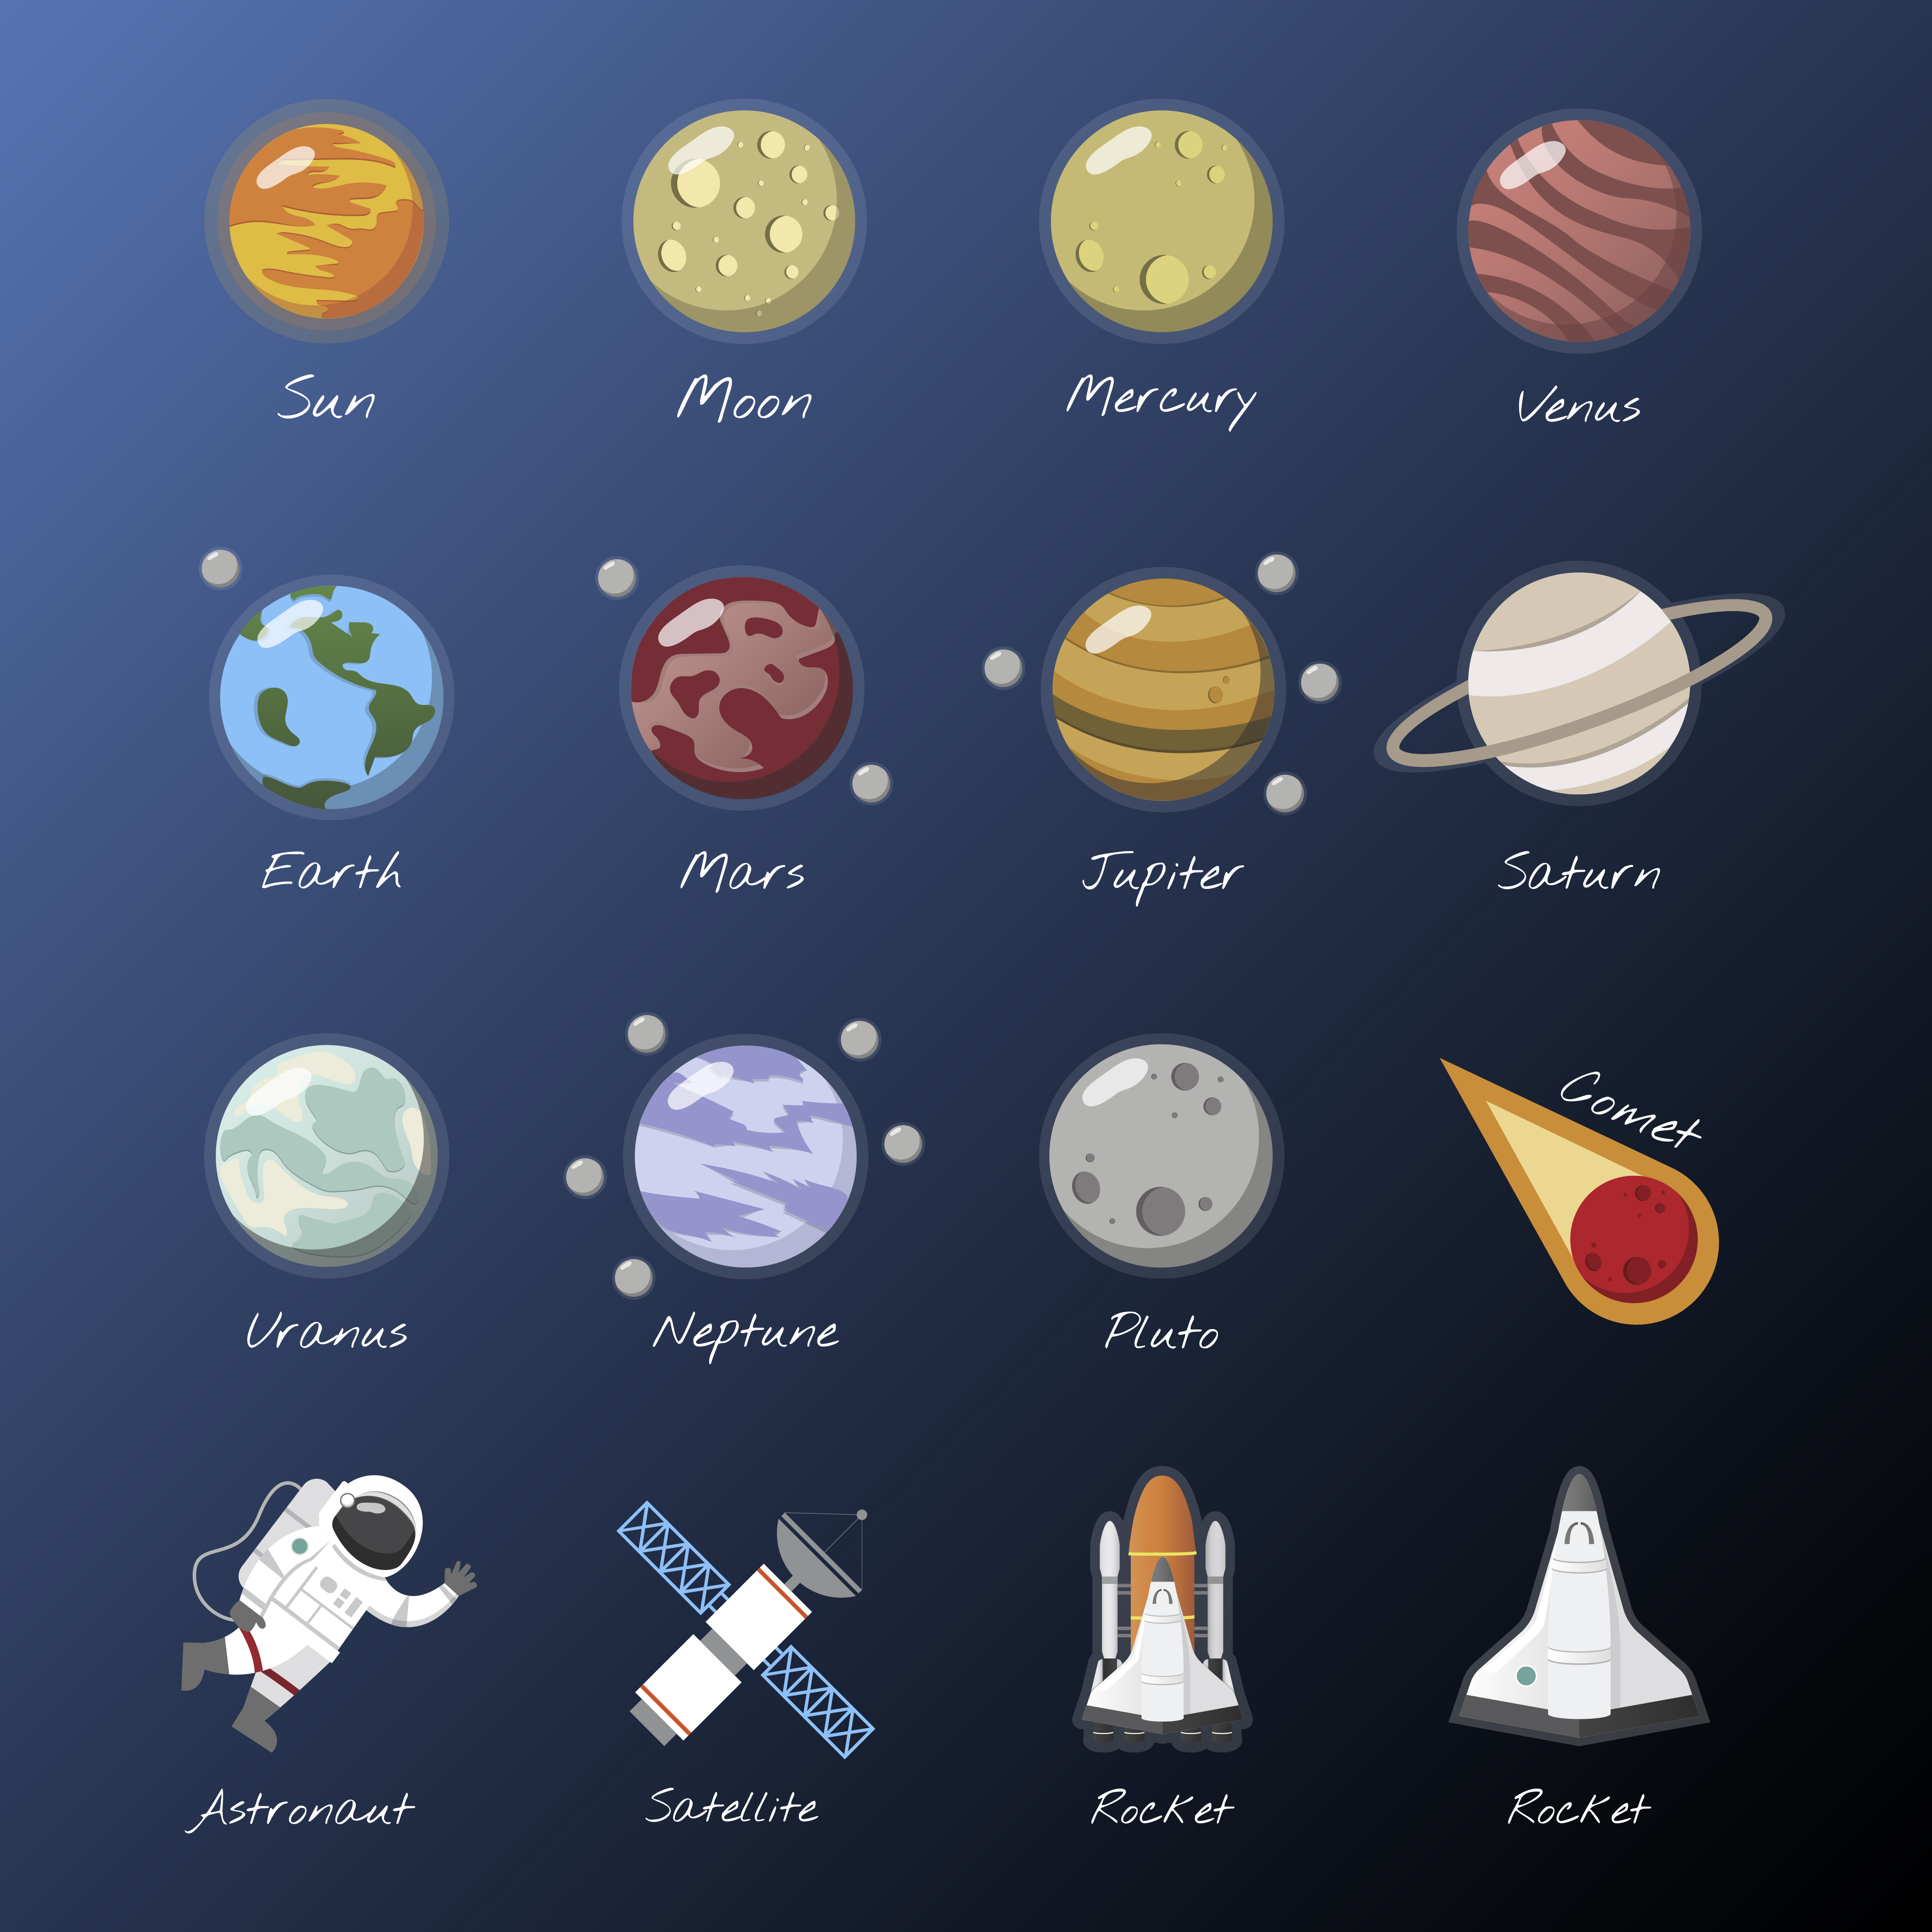 Sun
Moon
Mercury
Venus
Earth
Mars
Jupiter
Saturn
Uranus
Neptune
Pluto
Comet
Astronaut
Satellite
Rocket
Rocket